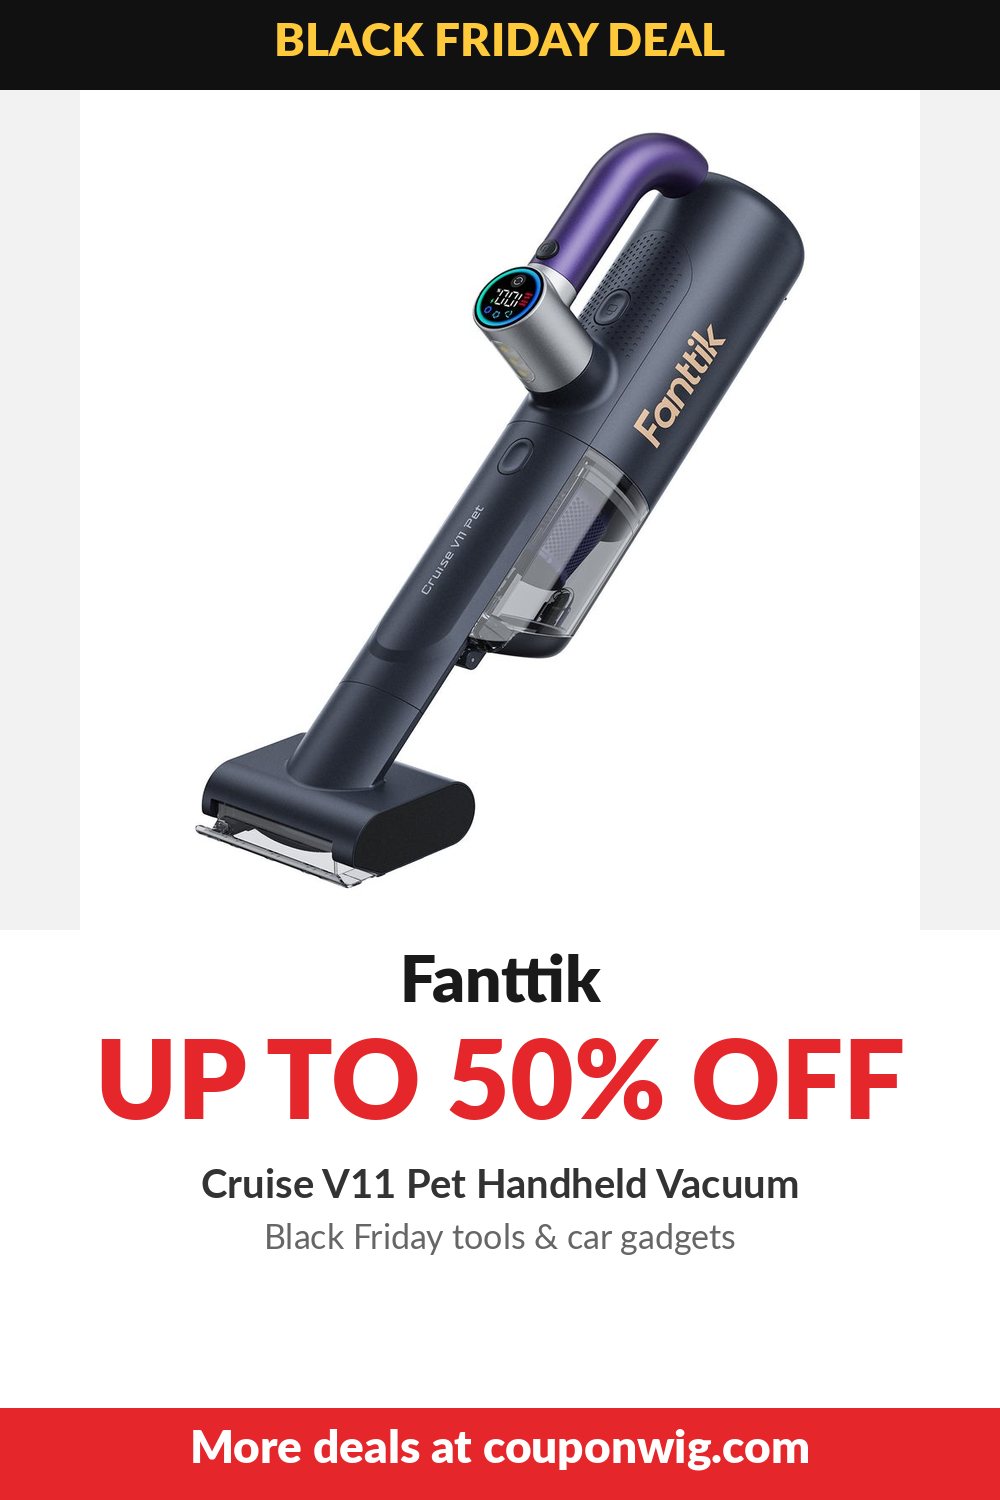 BLACK FRIDAY DEAL
Fanttik
Cruise V11 Pet
Fanttik
UP TO 50% OFF
Cruise V11 Pet Handheld Vacuum
Black Friday tools & car gadgets
More deals at couponwig.com